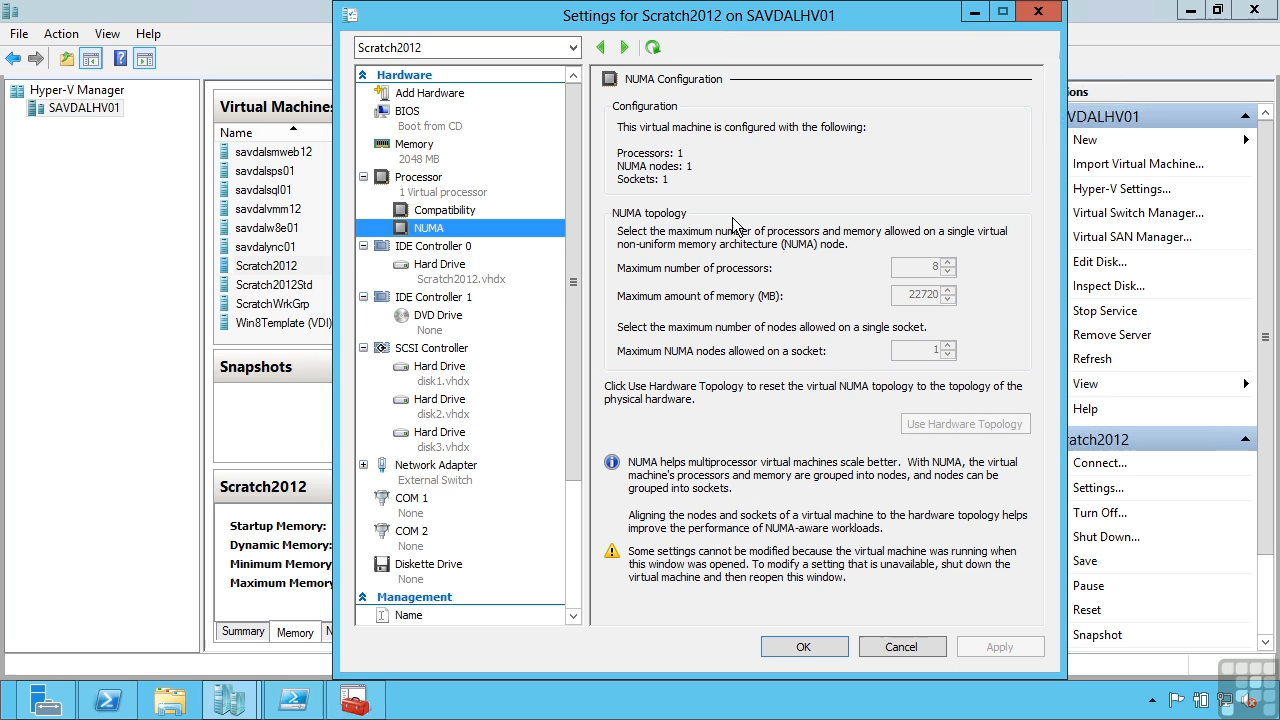 Settings for Scratch2012 on SAVDALHV01
File Action View Help
Hyper-V Manager
SAVDALHV01
Virtual Machines
Name
savdalsmweb12
savdalsps01
savdalsql01
savdalvmm12
savdalw8e01
savdalync01
Scratch2012
Scratch2012Std
ScratchWrkGrp
Win8Template (VDI)
Snapshots
Scratch2012
Startup Memory:
Dynamic Memory:
Minimum Memory
Maximum Memory
Summary Memory N
Scratch2012
Hardware
Add Hardware
BIOS
Boot from CD
Memory
2048 MB
Processor
1 Virtual processor
Compatibility
NUMA
IDE Controller 0
Hard Drive
Scratch2012.vhdx
IDE Controller 1
DVD Drive
None
SCSI Controller
Hard Drive
disk1.vhdx
Hard Drive
disk2.vhdx
Hard Drive
disk3.vhdx
Network Adapter
External Switch
COM 1
None
COM 2
None
Diskette Drive
None
Management
Name
NUMA Configuration
Configuration
This virtual machine is configured with the following:
Processors: 1
NUMA nodes: 1
Sockets: 1
NUMA topology
Select the maximum number of processors and memory allowed on a single virtual
non-uniform memory architecture (NUMA) node.
Maximum number of processors: 8
Maximum amount of memory (MB): 22720
Select the maximum number of nodes allowed on a single socket.
Maximum NUMA nodes allowed on a socket: 1
Click Use Hardware Topology to reset the virtual NUMA topology to the topology of the
physical hardware.
Use Hardware Topology
NUMA helps multiprocessor virtual machines scale better. With NUMA, the virtual
machine's processors and memory are grouped into nodes, and nodes can be
grouped into sockets.
Aligning the nodes and sockets of a virtual machine to the hardware topology helps
improve the performance of NUMA-aware workloads.
Some settings cannot be modified because the virtual machine was running when
this window was opened. To modify a setting that is unavailable, shut down the
virtual machine and then reopen this window.
OK Cancel Apply
ons
VDALHV01
New
Import Virtual Machine...
Hyper-V Settings...
Virtual Switch Manager...
Virtual SAN Manager...
Edit Disk...
Inspect Disk...
Stop Service
Remove Server
Refresh
View
Help
ratch2012
Connect...
Settings...
Turn Off...
Shut Down...
Save
Pause
Reset
Snapshot